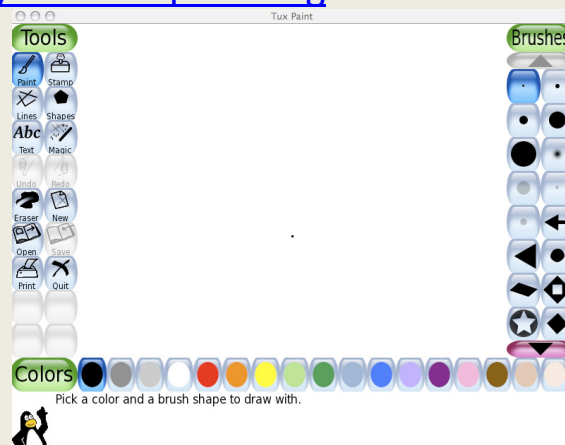 Tux Paint
Tools
Brushes
Paint Stamp
Lines Shapes
Abc
Text Magic
Undo Redo
Eraser New
Open Save
Print Quit
Colors
Pick a color and a brush shape to draw with.